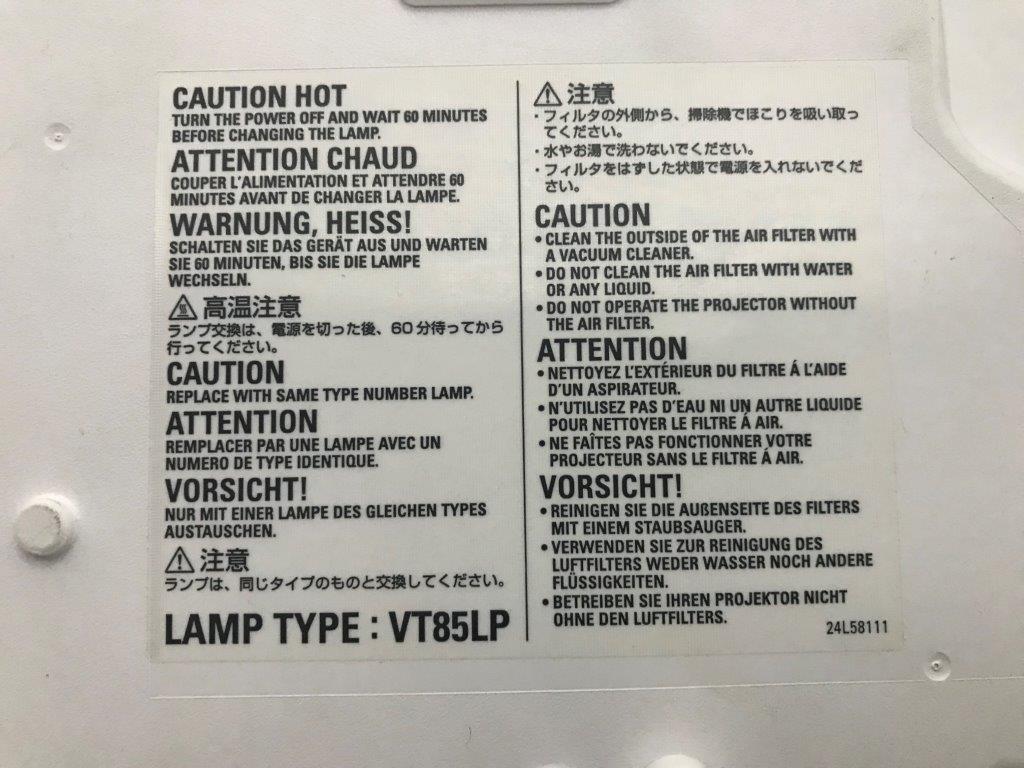 CAUTION HOT
TURN THE POWER OFF AND WAIT 60 MINUTES
BEFORE CHANGING THE LAMP.
ATTENTION CHAUD
COUPER L'ALIMENTATION ET ATTENDRE 60
MINUTES AVANT DE CHANGER LA LAMPE.
WARNUNG, HEISS!
SCHALTEN SIE DAS GERÄT AUS UND WARTEN
SIE 60 MINUTEN, BIS SIE DIE LAMPE
WECHSELN.
高温注意
ランプ交換は、電源を切った後、60分待ってから
行ってください。
CAUTION
REPLACE WITH SAME TYPE NUMBER LAMP.
ATTENTION
REMPLACER PAR UNE LAMPE AVEC UN
NUMERO DE TYPE IDENTIQUE.
VORSICHT!
NUR MIT EINER LAMPE DES GLEICHEN TYPES
AUSTAUSCHEN.
注意
ランプは、同じタイプのものと交換してください。
LAMP TYPE : VT85LP
注意
・フィルタの外側から、掃除機でほこりを吸い取っ
てください。
・水やお湯で洗わないでください。
・フィルタをはずした状態で電源を入れないでくだ
さい。
CAUTION
• CLEAN THE OUTSIDE OF THE AIR FILTER WITH
A VACUUM CLEANER.
• DO NOT CLEAN THE AIR FILTER WITH WATER
OR ANY LIQUID.
• DO NOT OPERATE THE PROJECTOR WITHOUT
THE AIR FILTER.
ATTENTION
• NETTOYEZ L'EXTÉRIEUR DU FILTRE Á L'AIDE
D'UN ASPIRATEUR.
• N'UTILISEZ PAS D'EAU NI UN AUTRE LIQUIDE
POUR NETTOYER LE FILTRE Á AIR.
• NE FAÎTES PAS FONCTIONNER VOTRE
PROJECTEUR SANS LE FILTRE Á AIR.
VORSICHT!
• REINIGEN SIE DIE AUßENSEITE DES FILTERS
MIT EINEM STAUBSAUGER.
• VERWENDEN SIE ZUR REINIGUNG DES
LUFTFILTERS WEDER WASSER NOCH ANDERE
FLÜSSIGKEITEN.
• BETREIBEN SIE IHREN PROJEKTOR NICHT
OHNE DEN LUFTFILTERS.
24L58111